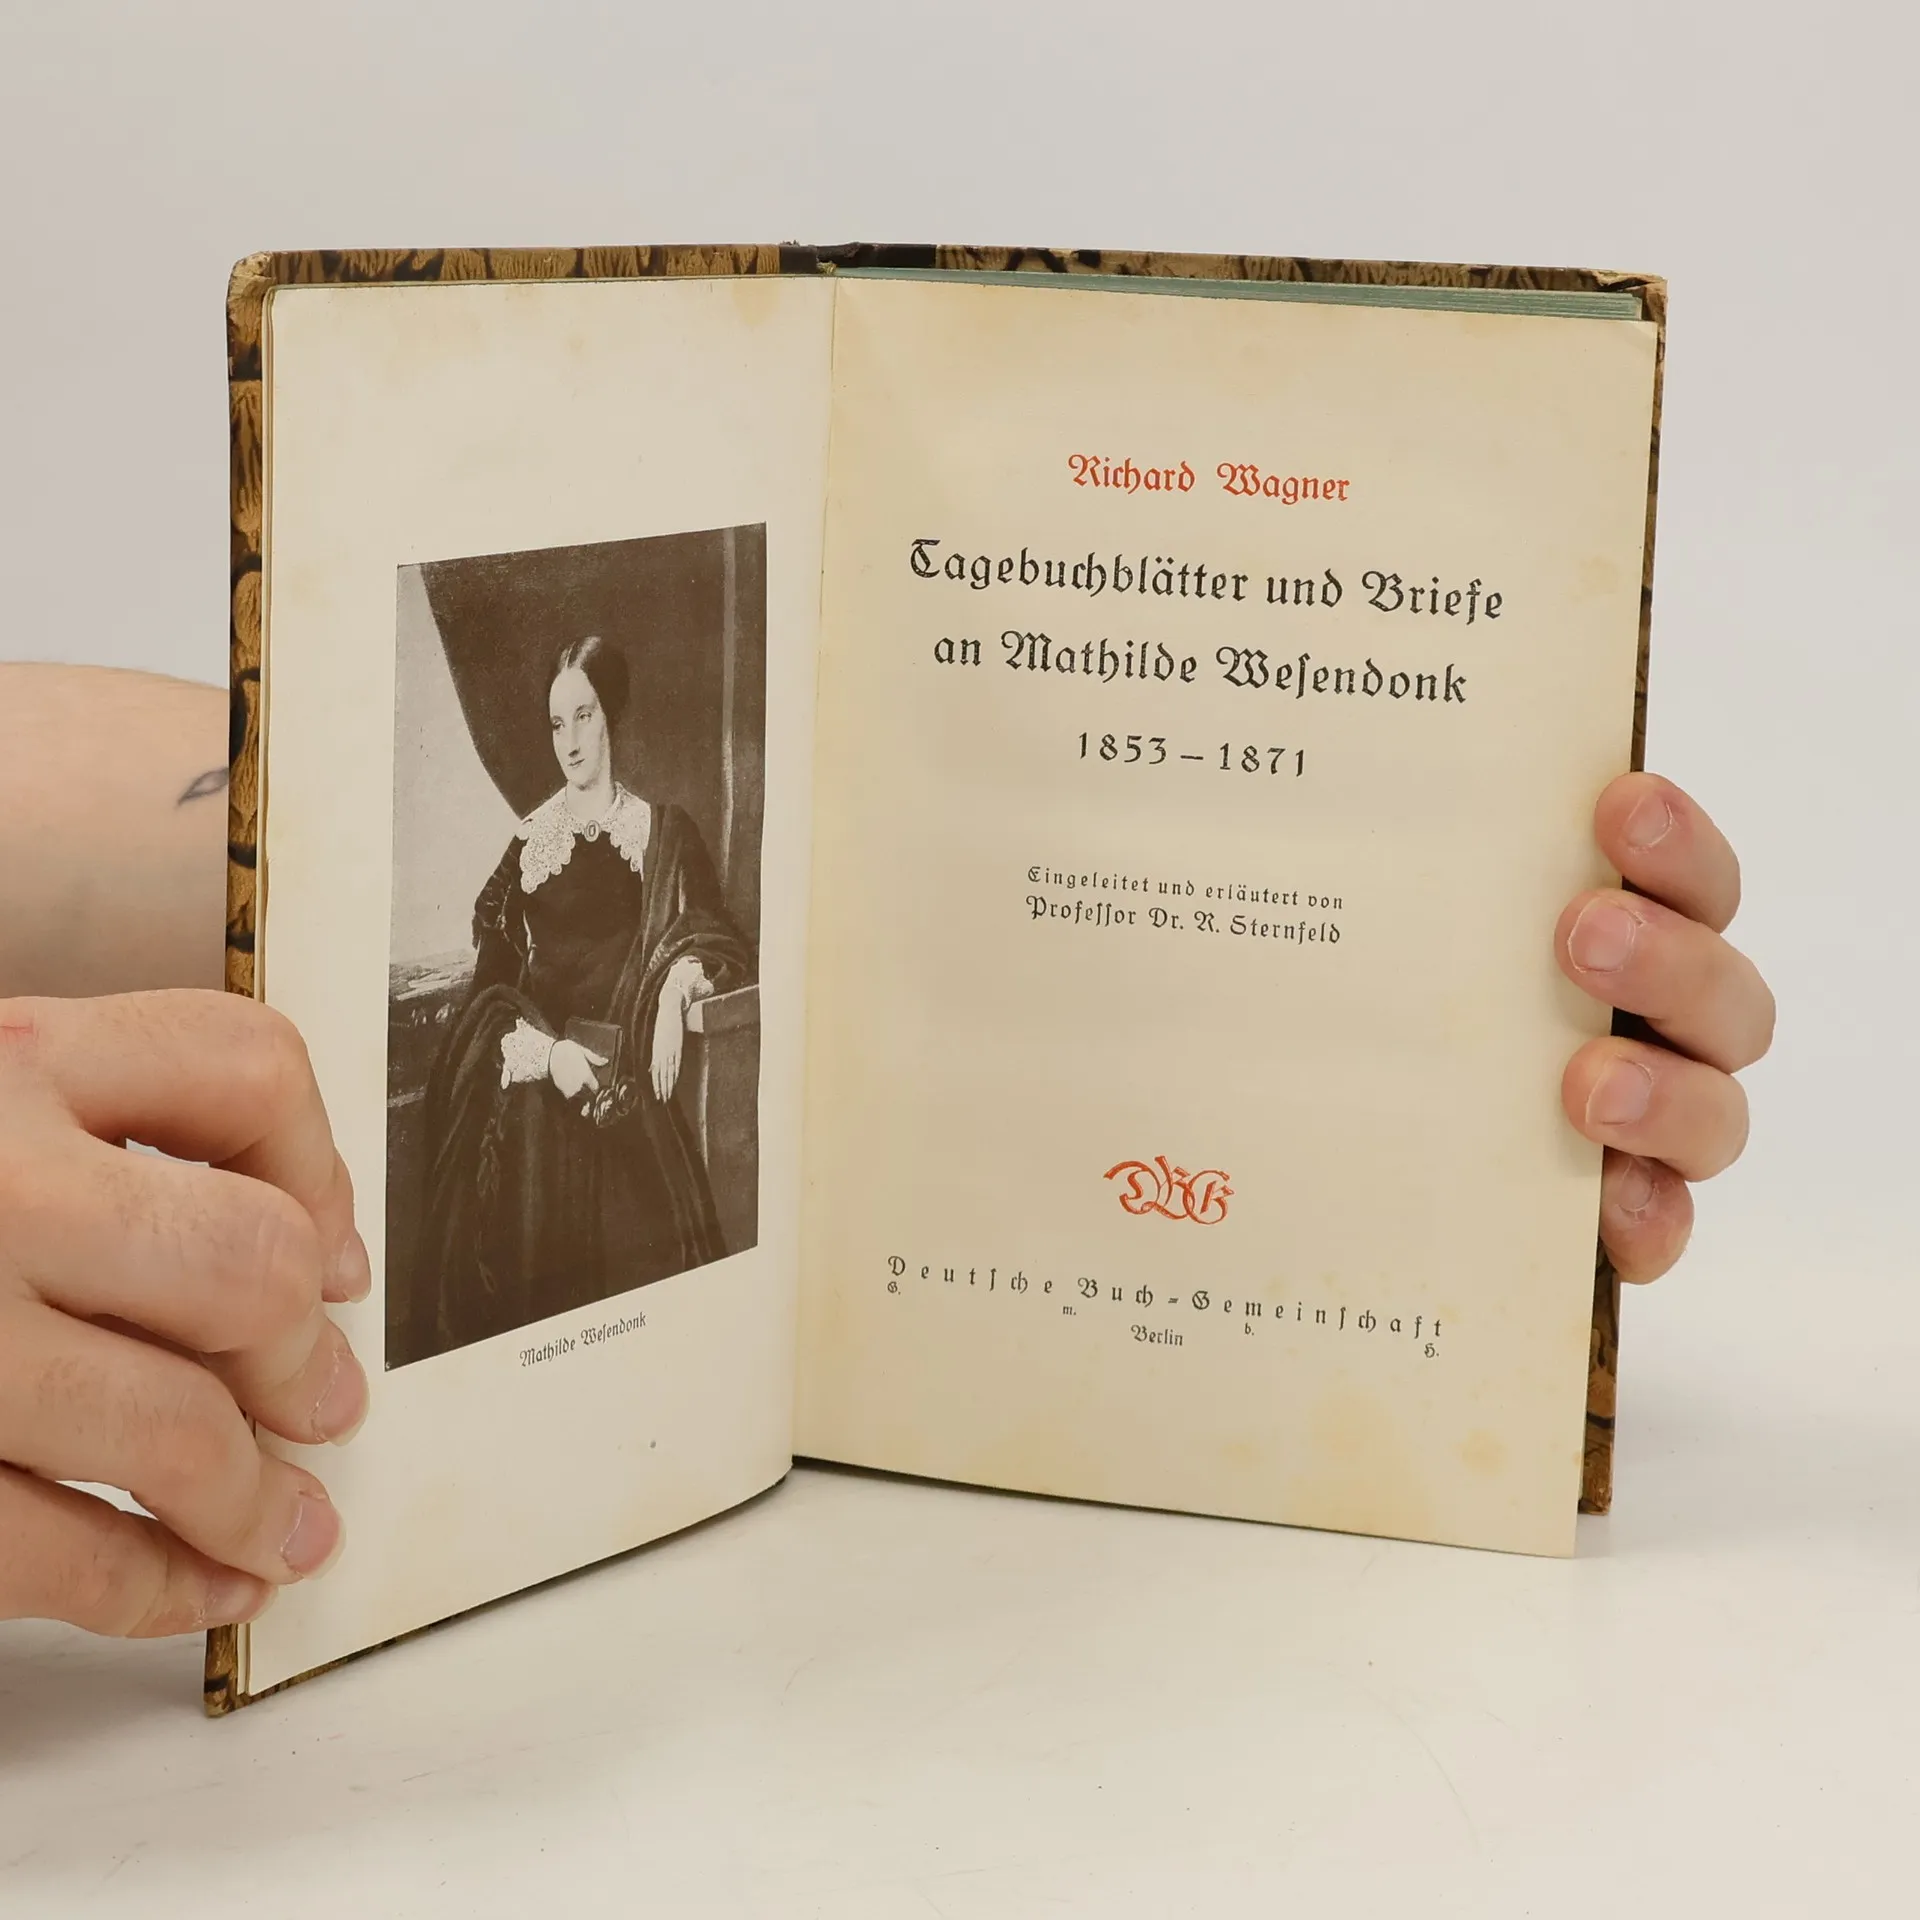 Mathilde Weſendonk
Richard Wagner
Tagebuchblätter und Briefe
an Mathilde Weſendonk
1853 – 1871
Eingeleitet und erläutert von
Profeſſor Dr. R. Sternfeld
DBG
Deutſche Buch-Gemeinſchaft
G. m. b. H.
Berlin